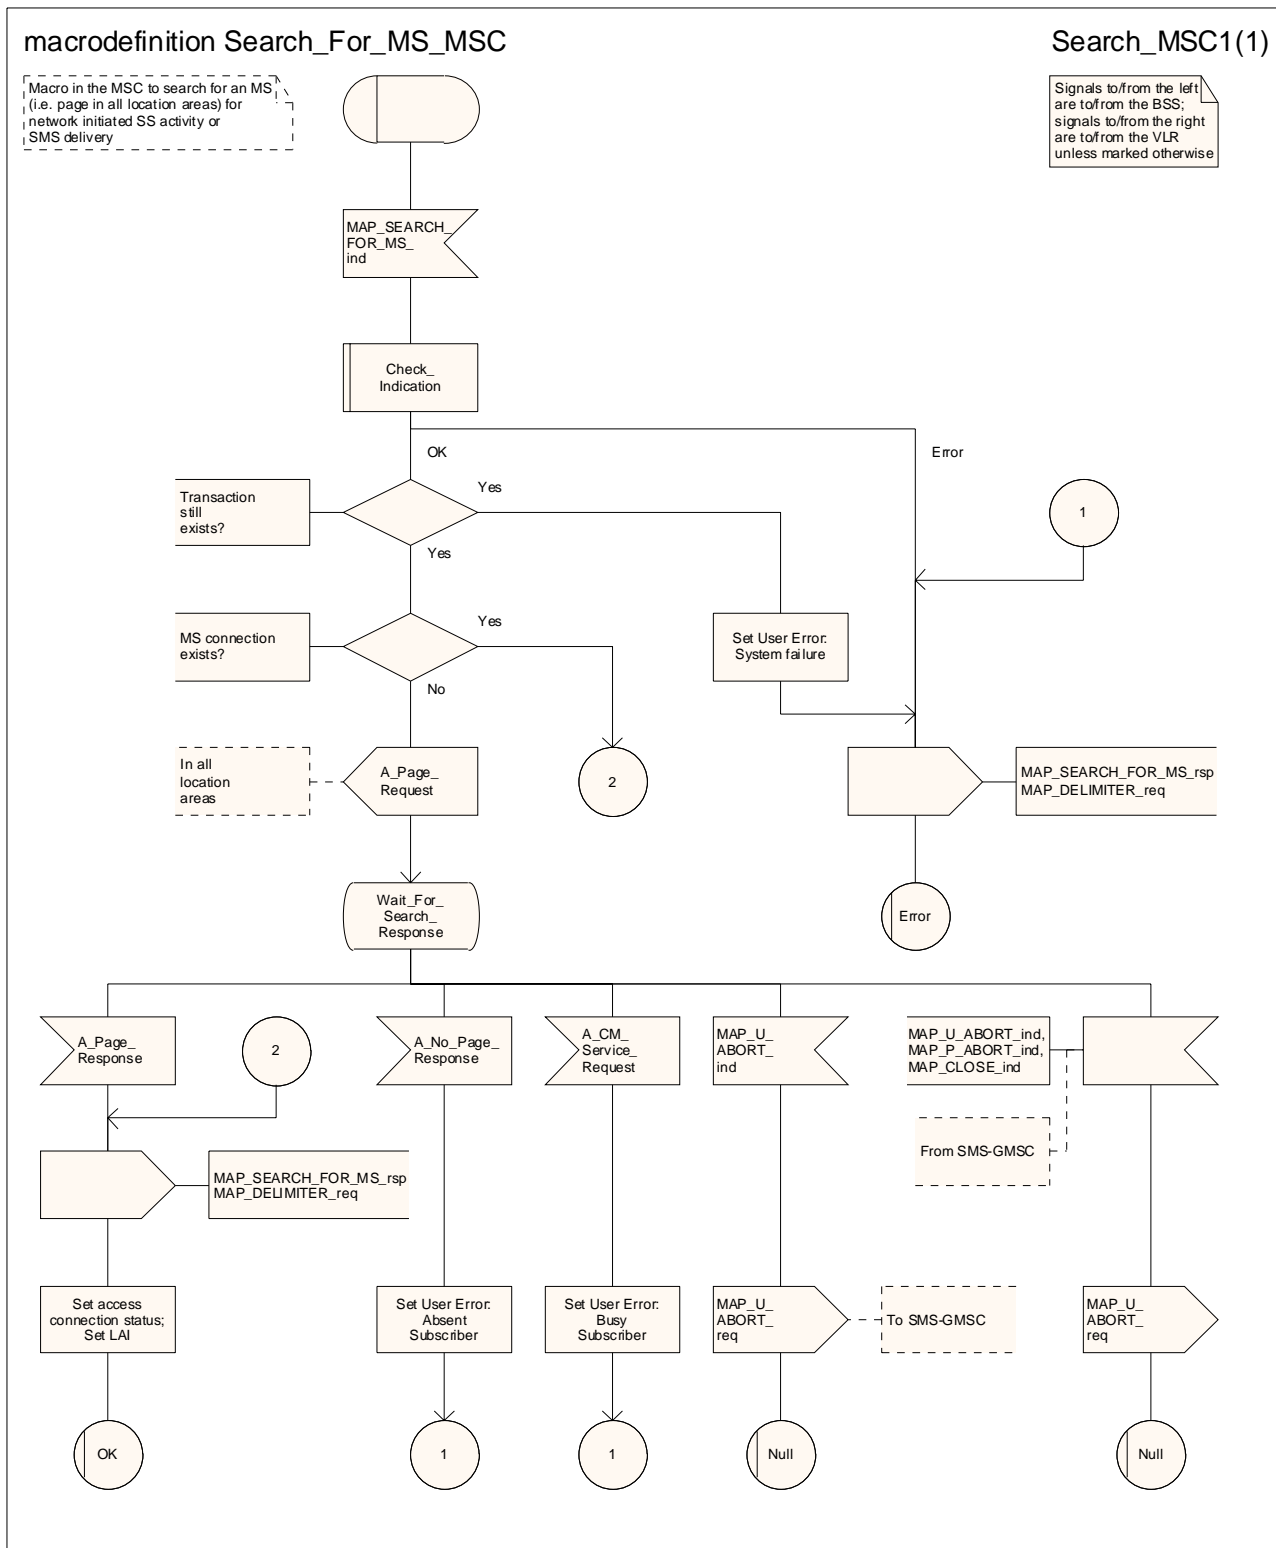 macrodefinition Search_For_MS_MSC
Search_MSC1(1)
Macro in the MSC to search for an MS
(i.e. page in all location areas) for
network initiated SS activity or
SMS delivery
Signals to/from the left
are to/from the BSS;
signals to/from the right
are to/from the VLR
unless marked otherwise
MAP_SEARCH_
FOR_MS_
ind
Check_
Indication
OK
Error
Transaction
still
exists?
Yes
Yes
1
MS connection
exists?
Yes
No
Set User Error:
System failure
In all
location
areas
A_Page_
Request
2
MAP_SEARCH_FOR_MS_rsp
MAP_DELIMITER_req
Wait_For_
Search_
Response
Error
A_Page_
Response
2
A_No_Page_
Response
A_CM_
Service_
Request
MAP_U_
ABORT_
ind
MAP_U_ABORT_ind,
MAP_P_ABORT_ind,
MAP_CLOSE_ind
From SMS-GMSC
MAP_SEARCH_FOR_MS_rsp
MAP_DELIMITER_req
Set access
connection status;
Set LAI
Set User Error:
Absent
Subscriber
Set User Error:
Busy
Subscriber
MAP_U_
ABORT_
req
To SMS-GMSC
MAP_U_
ABORT_
req
OK
1
1
Null
Null